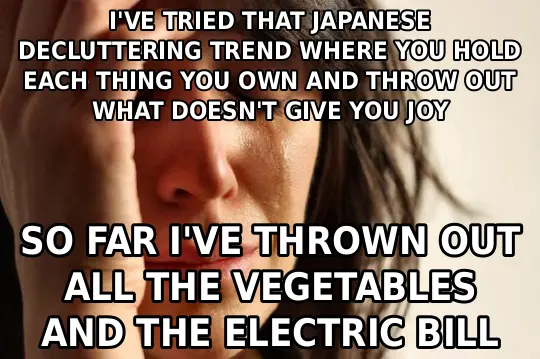 I'VE TRIED THAT JAPANESE
DECLUTTERING TREND WHERE YOU HOLD
EACH THING YOU OWN AND THROW OUT
WHAT DOESN'T GIVE YOU JOY
SO FAR I'VE THROWN OUT
ALL THE VEGETABLES
AND THE ELECTRIC BILL